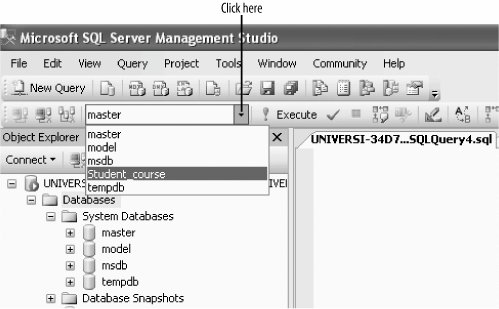 Click here
Microsoft SQL Server Management Studio
File Edit View Query Project Tools Window Community Help
New Query
master
Execute
master
model
msdb
Student_course
tempdb
Object Explorer
UNIVERSI-34D7...SQLQuery4.sql
Connect
UNIVERS
Databases
System Databases
master
model
msdb
tempdb
Database Snapshots